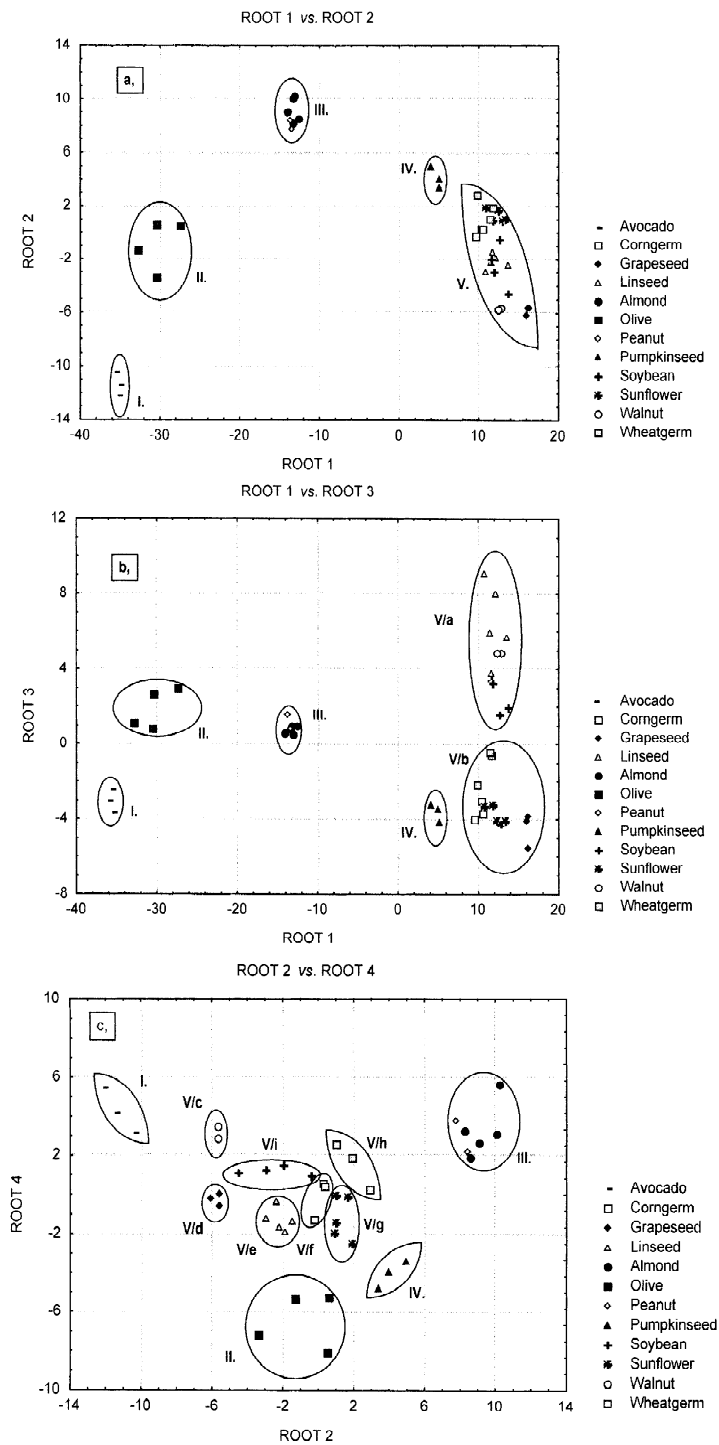 ROOT 1 vs. ROOT 2
a,
14
10
6
2
-2
-6
-10
-14
ROOT 2
I.
II.
III.
IV.
V.
-40
-30
-20
-10
0
10
20
ROOT 1
Avocado
Corngerm
Grapeseed
Linseed
Almond
Olive
Peanut
Pumpkinseed
Soybean
Sunflower
Walnut
Wheatgerm
ROOT 1 vs. ROOT 3
b,
12
8
4
0
-4
-8
ROOT 3
I.
II.
III.
IV.
V/a
V/b
-40
-30
-20
-10
0
10
20
ROOT 1
Avocado
Corngerm
Grapeseed
Linseed
Almond
Olive
Peanut
Pumpkinseed
Soybean
Sunflower
Walnut
Wheatgerm
ROOT 2 vs. ROOT 4
c,
10
6
2
-2
-6
-10
ROOT 4
I.
V/c
V/i
V/h
III.
V/d
V/e
V/f
V/g
IV.
II.
-14
-10
-6
-2
2
6
10
14
ROOT 2
Avocado
Corngerm
Grapeseed
Linseed
Almond
Olive
Peanut
Pumpkinseed
Soybean
Sunflower
Walnut
Wheatgerm